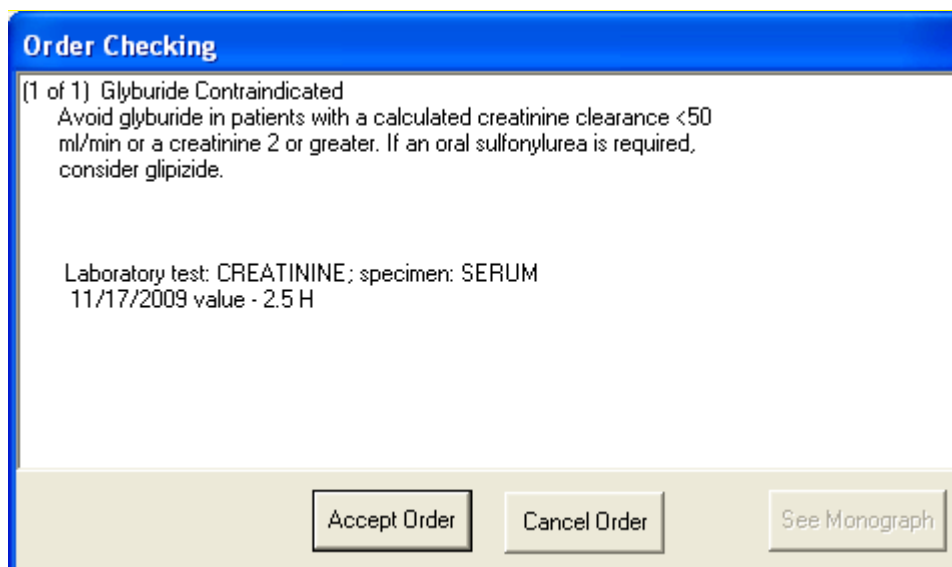 Order Checking
(1 of 1) Glyburide Contraindicated
Avoid glyburide in patients with a calculated creatinine clearance <50
ml/min or a creatinine 2 or greater. If an oral sulfonylurea is required,
consider glipizide.
Laboratory test: CREATININE; specimen: SERUM
11/17/2009 value - 2.5 H
Accept Order Cancel Order See Monograph